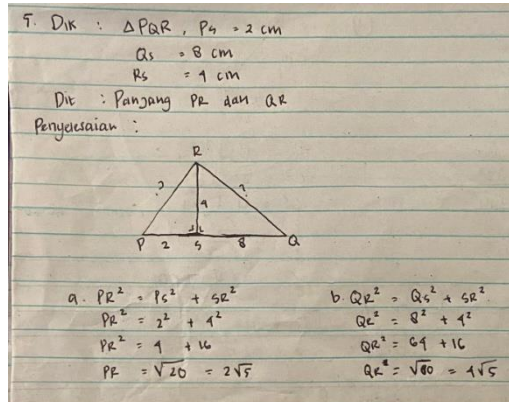 5. Dik : △PQR, PS = 2 cm
QS = 8 cm
RS = 4 cm
Dit : Panjang PR dan QR
Penyelesaian :
R
? ?
4
P 2 S 8 Q
a. PR² = PS² + SR²
PR² = 2² + 4²
PR² = 4 + 16
PR = √20 = 2√5
b. QR² = QS² + SR²
QR² = 8² + 4²
QR² = 64 + 16
QR² = √80 = 4√5